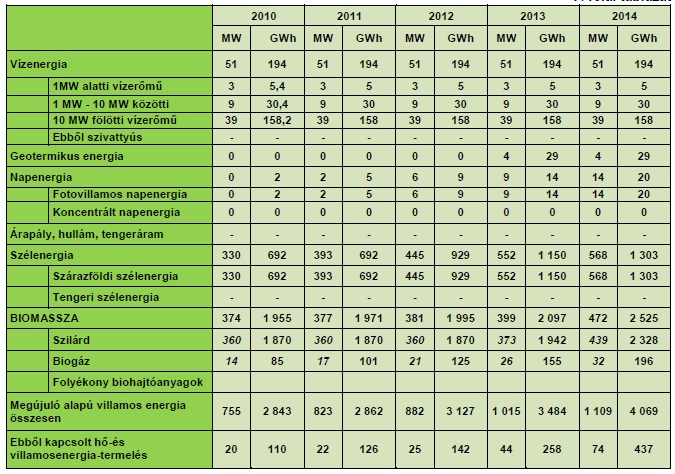 2010 2011 2012 2013 2014
MW GWh MW GWh MW GWh MW GWh MW GWh
Vízenergia 51 194 51 194 51 194 51 194 51 194
1MW alatti vízerőmű 3 5,4 3 5 3 5 3 5 3 5
1 MW - 10 MW közötti 9 30,4 9 30 9 30 9 30 9 30
10 MW fölötti vízerőmű 39 158,2 39 158 39 158 39 158 39 158
Ebből szivattyús - - - - - - - - - -
Geotermikus energia 0 0 0 0 0 0 4 29 4 29
Napenergia 0 2 2 5 6 9 9 14 14 20
Fotovillamos napenergia 0 2 2 5 6 9 9 14 14 20
Koncentrált napenergia 0 0 0 0 0 0 0 0 0 0
Árapály, hullám, tengeráram - - - - - - - - - -
Szélenergia 330 692 393 692 445 929 552 1 150 568 1 303
Szárazföldi szélenergia 330 692 393 692 445 929 552 1 150 568 1 303
Tengeri szélenergia - - - - - - - - - -
BIOMASSZA 374 1 955 377 1 971 381 1 995 399 2 097 472 2 525
Szilárd 360 1 870 360 1 870 360 1 870 373 1 942 439 2 328
Biogáz 14 85 17 101 21 125 26 155 32 196
Folyékony biohajtóanyagok
Megújuló alapú villamos energia
összesen 755 2 843 823 2 862 882 3 127 1 015 3 484 1 109 4 069
Ebből kapcsolt hő-és
villamosenergia-termelés 20 110 22 126 25 142 44 258 74 437